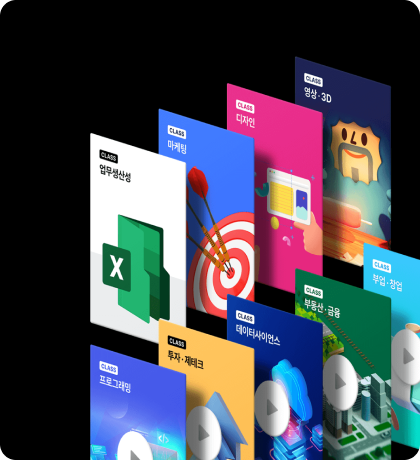 CLASS
영상 · 3D
CLASS
디자인
CLASS
마케팅
CLASS
업무생산성
X
CLASS
부업 · 창업
CLASS
부동산 · 금융
CLASS
데이터사이언스
CLASS
투자 · 재테크
CLASS
프로그래밍